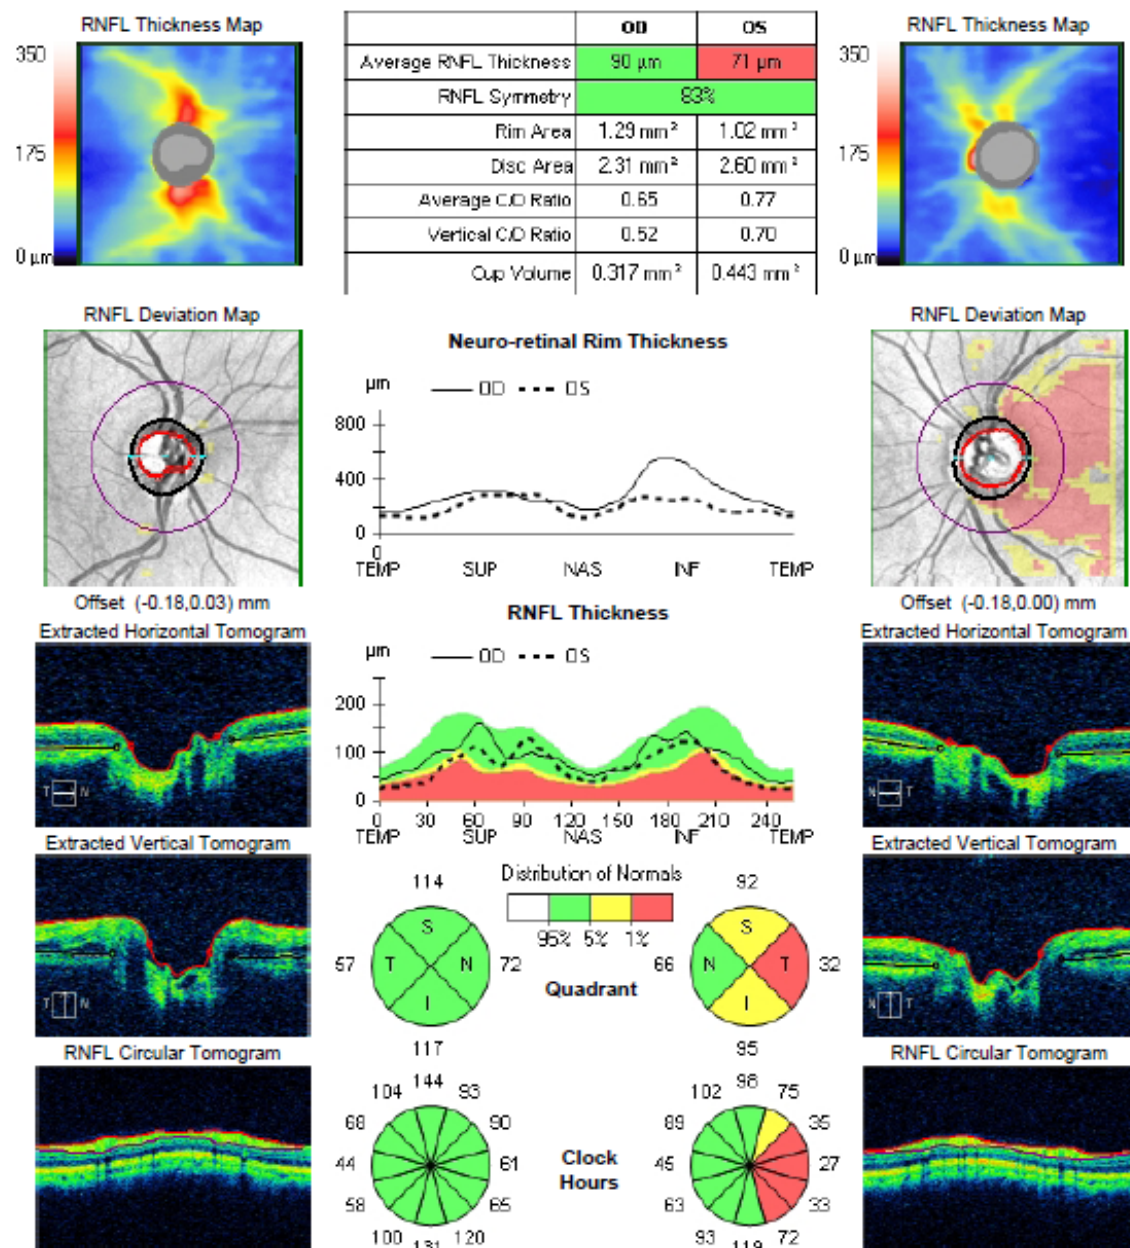 RNFL Thickness Map
350
175
0 µm
OD OS
Average RNFL Thickness 90 µm 71 µm
RNFL Symmetry 83%
Rim Area 1.29 mm² 1.02 mm²
Disc Area 2.31 mm² 2.60 mm²
Average C/D Ratio 0.65 0.77
Vertical C/D Ratio 0.52 0.70
Cup Volume 0.317 mm³ 0.443 mm³
RNFL Thickness Map
350
175
0 µm
RNFL Deviation Map
Offset (-0.18,0.03) mm
Neuro-retinal Rim Thickness
µm OD OS
800
400
0
0
TEMP SUP NAS INF TEMP
RNFL Deviation Map
Offset (-0.18,0.00) mm
Extracted Horizontal Tomogram
T N
RNFL Thickness
µm OD OS
200
100
0
0 30 60 90 120 150 180 210 240
TEMP SUP NAS INF TEMP
Extracted Horizontal Tomogram
N T
Extracted Vertical Tomogram
T N
Distribution of Normals
95% 5% 1%
Quadrant
114
S
57 T N 72
I
117
92
S
66 N T 32
I
95
Extracted Vertical Tomogram
N T
RNFL Circular Tomogram
Clock
Hours
104 144 93
68 90
44 61
58 65
100 131 120
102 98 75
89 35
45 27
63 33
93 119 72
RNFL Circular Tomogram